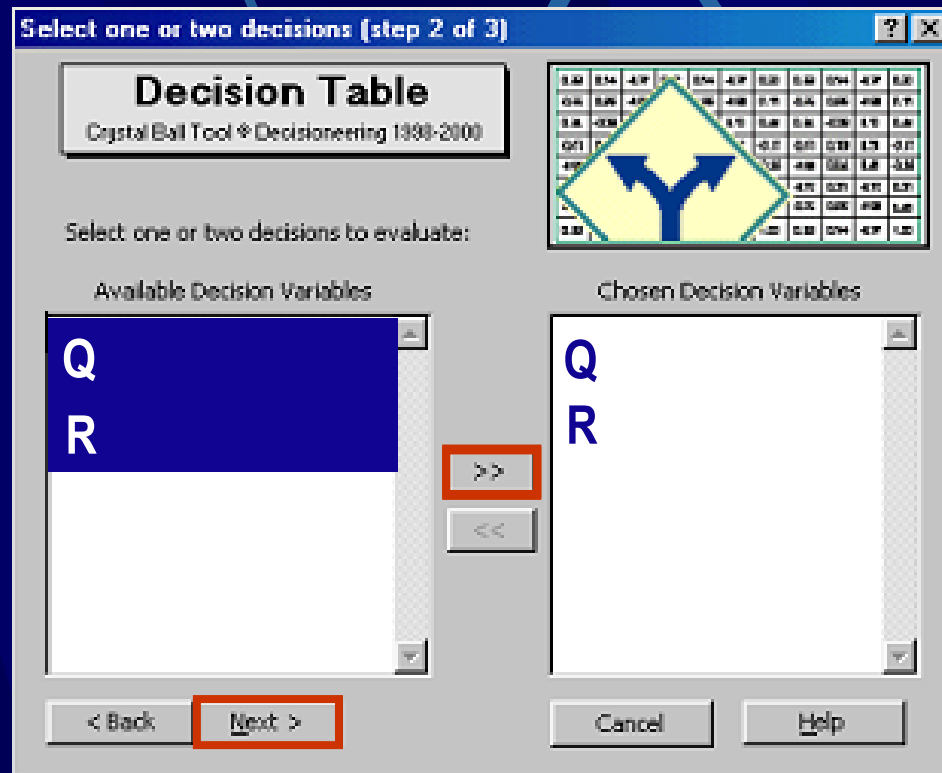 Select one or two decisions (step 2 of 3)
Decision Table
Crystal Ball Tool © Decisioneering 1998-2000
Select one or two decisions to evaluate:
Available Decision Variables
Q
R
>>
<<
Chosen Decision Variables
Q
R
< Back
Next >
Cancel
Help